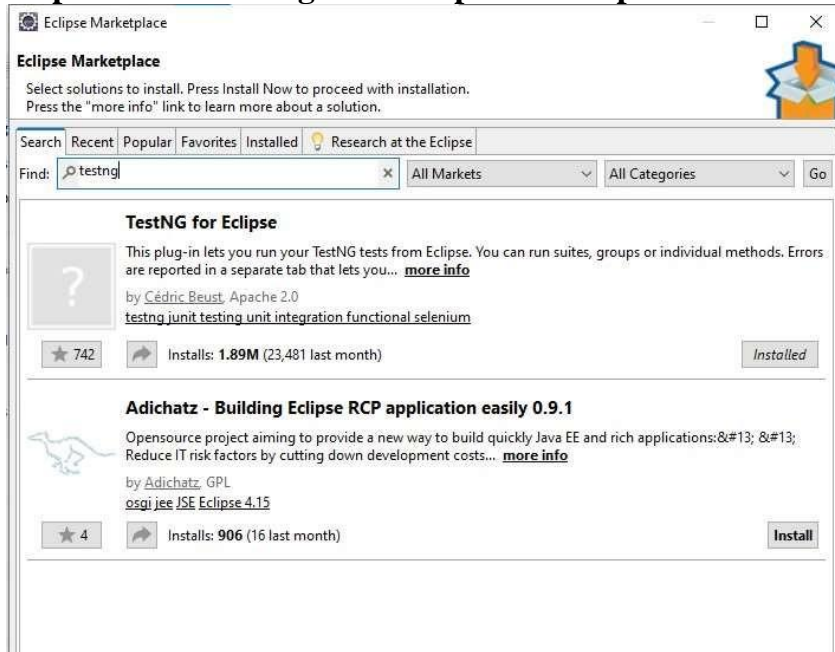 Eclipse Marketplace
Eclipse Marketplace
Select solutions to install. Press Install Now to proceed with installation.
Press the "more info" link to learn more about a solution.
Search Recent Popular Favorites Installed Research at the Eclipse
Find: testng All Markets All Categories Go
TestNG for Eclipse
This plug-in lets you run your TestNG tests from Eclipse. You can run suites, groups or individual methods. Errors
are reported in a separate tab that lets you... more info
by Cédric Beust, Apache 2.0
testng junit testing unit integration functional selenium
742 Installs: 1.89M (23,481 last month) Installed
Adichatz - Building Eclipse RCP application easily 0.9.1
Opensource project aiming to provide a new way to build quickly Java EE and rich applications:&#13; &#13;
Reduce IT risk factors by cutting down development costs... more info
by Adichatz, GPL
osgi jee JSE Eclipse 4.15
4 Installs: 906 (16 last month) Install